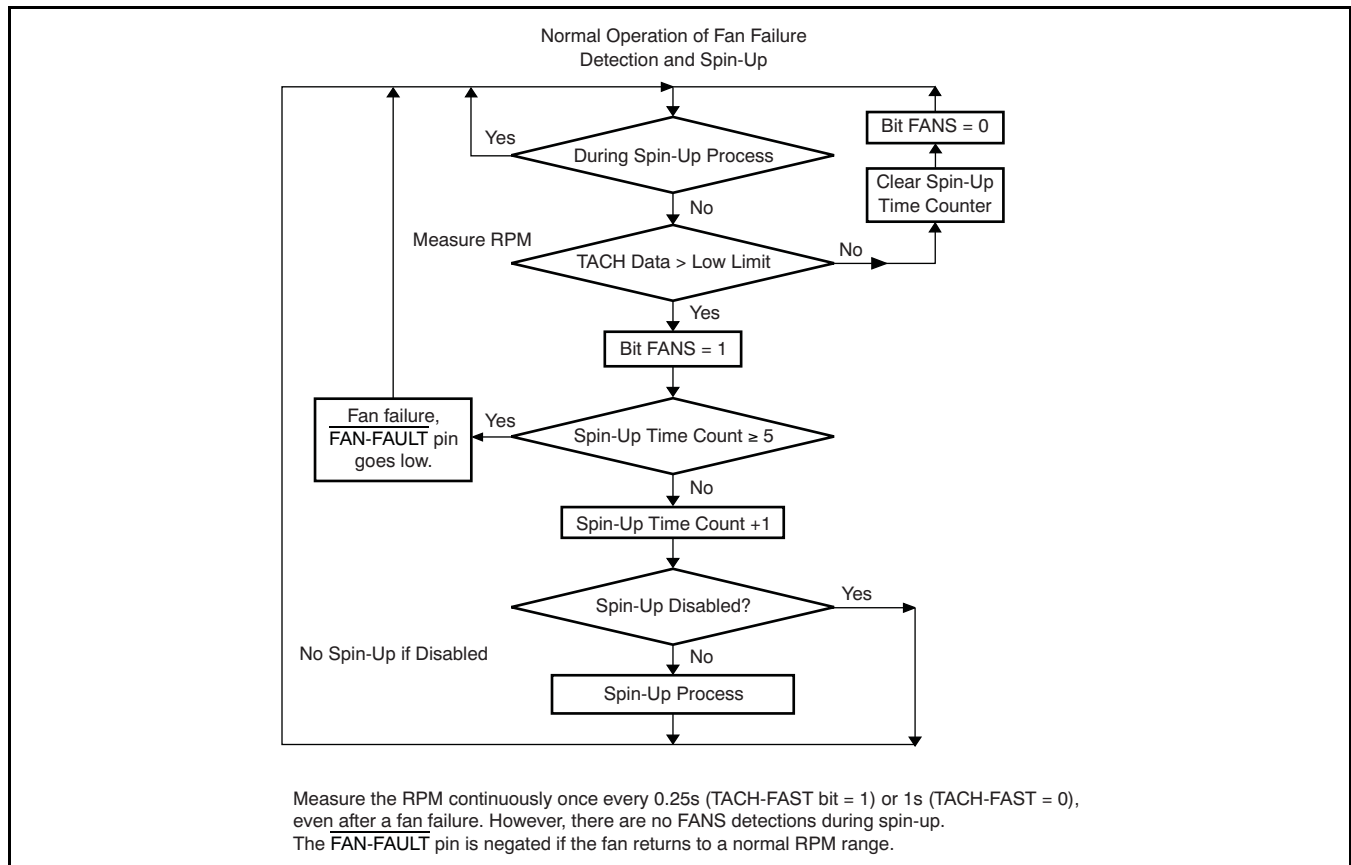 Normal Operation of Fan Failure
Detection and Spin-Up
Bit FANS = 0
Yes
During Spin-Up Process
Clear Spin-Up
Time Counter
No
Measure RPM
No
TACH Data > Low Limit
Yes
Bit FANS = 1
Fan failure,
FAN-FAULT pin
goes low.
Yes
Spin-Up Time Count ≥ 5
No
Spin-Up Time Count +1
Yes
Spin-Up Disabled?
No Spin-Up if Disabled
No
Spin-Up Process
Measure the RPM continuously once every 0.25s (TACH-FAST bit = 1) or 1s (TACH-FAST = 0),
even after a fan failure. However, there are no FANS detections during spin-up.
The FAN-FAULT pin is negated if the fan returns to a normal RPM range.